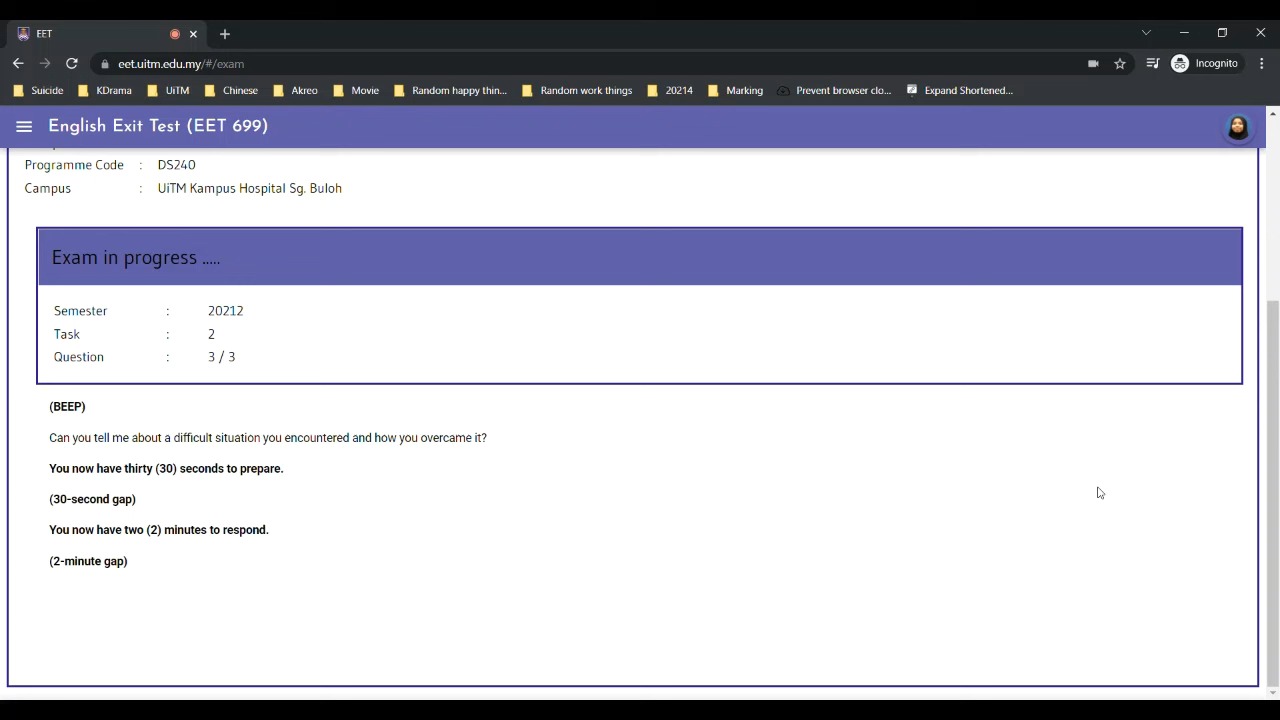 EET
eet.uitm.edu.my/#/exam
Incognito
Suicide KDrama UiTM Chinese Akreo Movie Random happy thin... Random work things 20214 Marking Prevent browser clo... Expand Shortened...
English Exit Test (EET 699)
Programme Code : DS240
Campus : UiTM Kampus Hospital Sg. Buloh
Exam in progress .....
Semester : 20212
Task : 2
Question : 3 / 3
(BEEP)
Can you tell me about a difficult situation you encountered and how you overcame it?
You now have thirty (30) seconds to prepare.
(30-second gap)
You now have two (2) minutes to respond.
(2-minute gap)